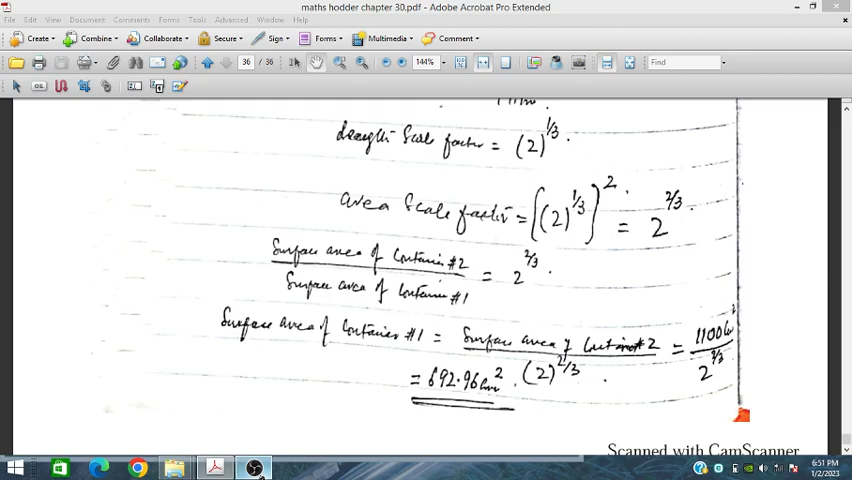 maths hodder chapter 30.pdf - Adobe Acrobat Pro Extended
File Edit View Document Comments Forms Tools Advanced Window Help
Create Combine Collaborate Secure Sign Forms Multimedia Comment
36 / 36 144% Find
length Scale factor = (2)^1/3.
area Scale factor = ((2)^1/3)^2. = 2^2/3.
Surface area of Container #2
Surface area of Container #1
= 2^2/3.
Surface area of Container #1 = Surface area of Container #2 = 1100cm^2
(2)^2/3. 2^2/3
= 692.96cm^2.
Scanned with CamScanner
6:51 PM
1/2/2023